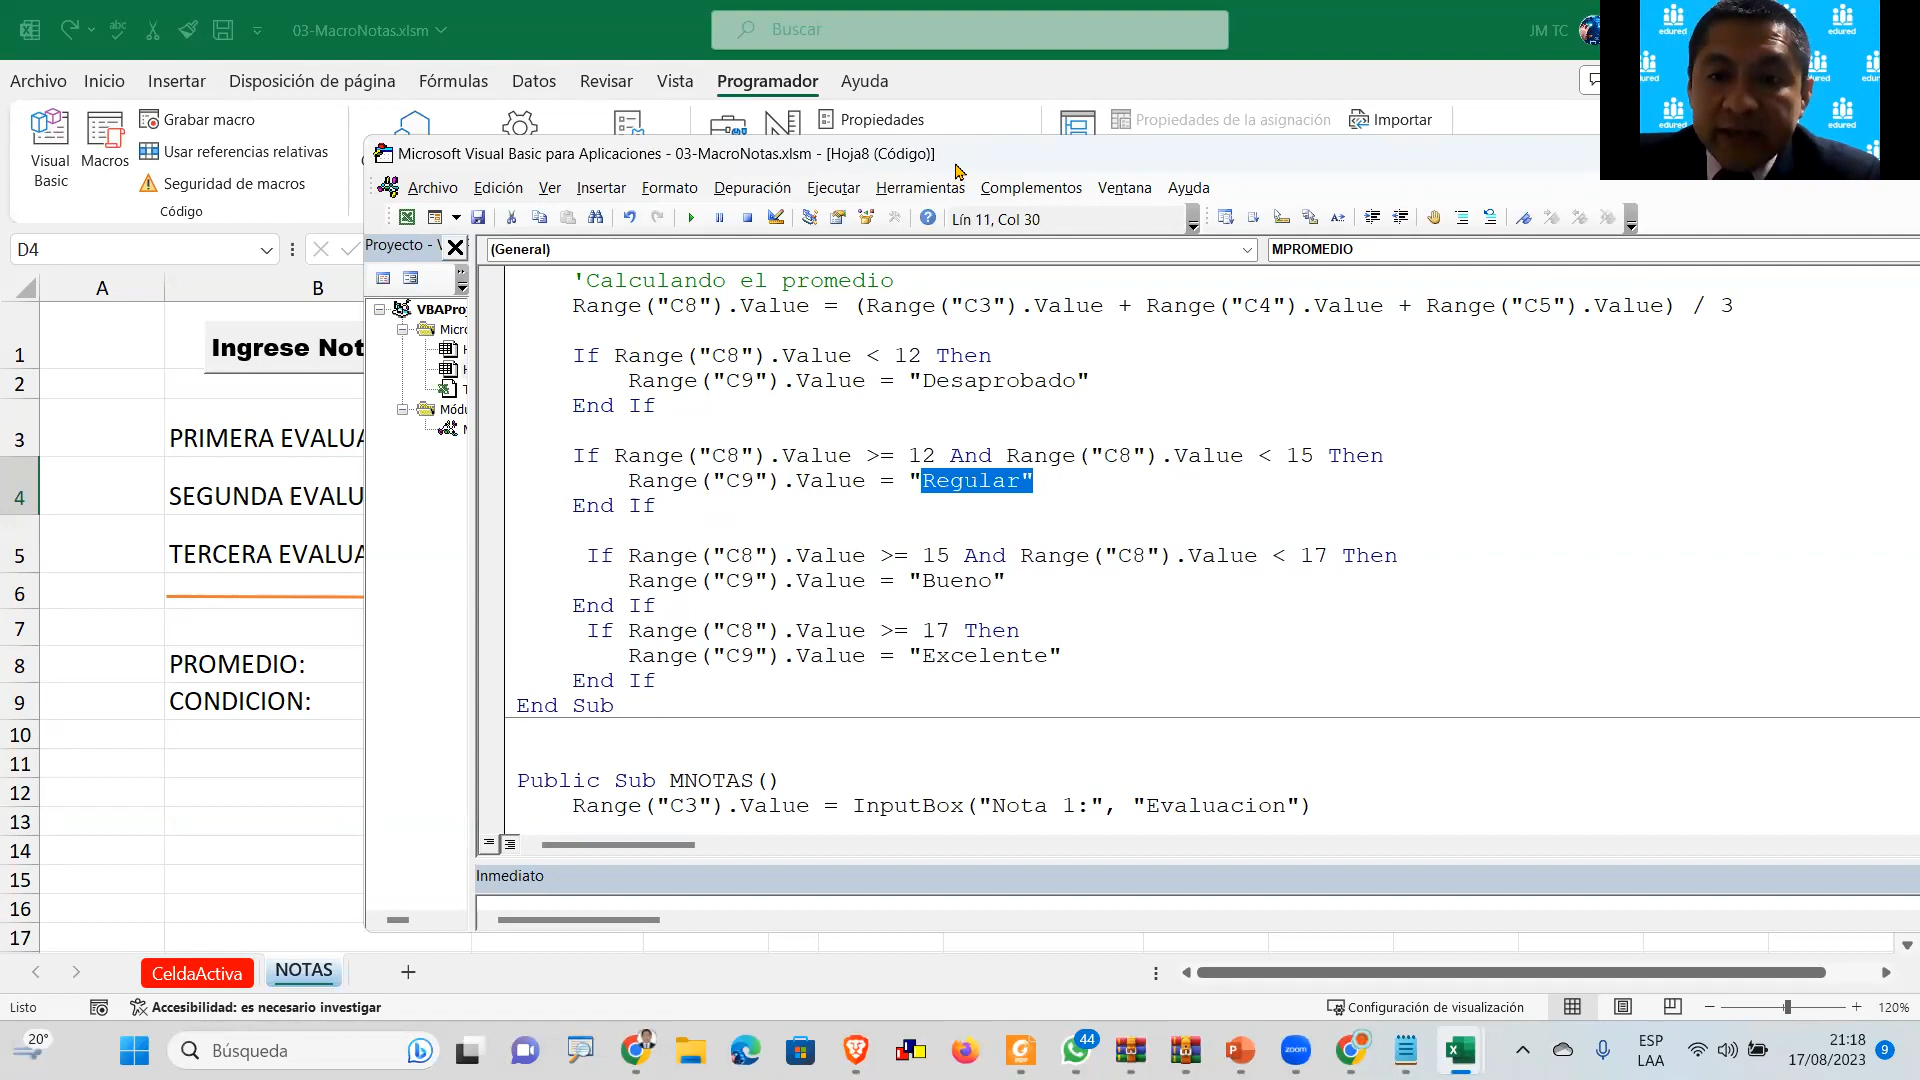 03-MacroNotas.xlsm
Buscar
JM TC
edured
edured
edured
edured
Archivo Inicio Insertar Disposición de página Fórmulas Datos Revisar Vista Programador Ayuda
Visual Basic
Macros
Grabar macro
Usar referencias relativas
Seguridad de macros
Código
Propiedades
Propiedades de la asignación
Importar
Microsoft Visual Basic para Aplicaciones - 03-MacroNotas.xlsm - [Hoja8 (Código)]
Archivo Edición Ver Insertar Formato Depuración Ejecutar Herramientas Complementos Ventana Ayuda
Lín 11, Col 30
D4
Proyecto - V
(General)
MPROMEDIO
VBAProj
Micro
Módu
A B
1 Ingrese Not
2
3 PRIMERA EVALUA
4 SEGUNDA EVALU
5 TERCERA EVALUA
6
7
8 PROMEDIO:
9 CONDICION:
10
11
12
13
14
15
16
17
'Calculando el promedio
Range("C8").Value = (Range("C3").Value + Range("C4").Value + Range("C5").Value) / 3
If Range("C8").Value < 12 Then
Range("C9").Value = "Desaprobado"
End If
If Range("C8").Value >= 12 And Range("C8").Value < 15 Then
Range("C9").Value = "Regular"
End If
If Range("C8").Value >= 15 And Range("C8").Value < 17 Then
Range("C9").Value = "Bueno"
End If
If Range("C8").Value >= 17 Then
Range("C9").Value = "Excelente"
End If
End Sub
Public Sub MNOTAS()
Range("C3").Value = InputBox("Nota 1:", "Evaluacion")
Inmediato
CeldaActiva NOTAS
Listo
Accesibilidad: es necesario investigar
Configuración de visualización
120%
20°
Búsqueda
44
zoom
ESP
LAA
21:18
17/08/2023
9